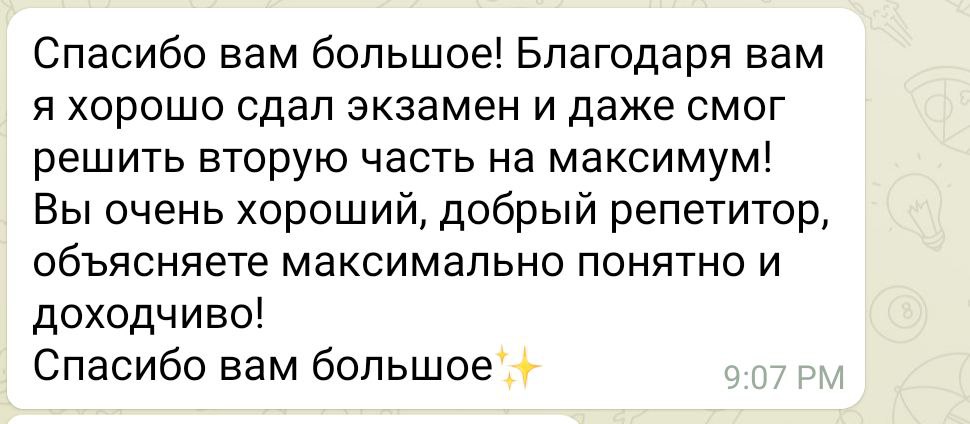 Спасибо вам большое! Благодаря вам
я хорошо сдал экзамен и даже смог
решить вторую часть на максимум!
Вы очень хороший, добрый репетитор,
объясняете максимально понятно и
доходчиво!
Спасибо вам большое✨
9:07 PM